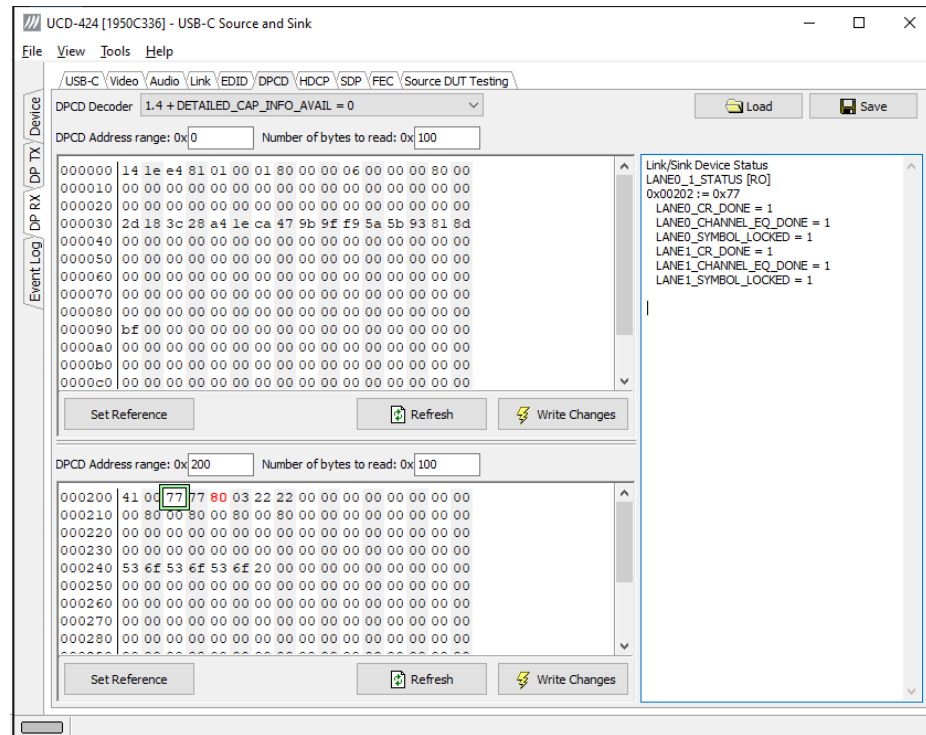 UCD-424 [1950C336] - USB-C Source and Sink
File View Tools Help
USB-C Video Audio Link EDID DPCD HDCP SDP FEC Source DUT Testing
Device
DP TX
DP RX
Event Log
DPCD Decoder 1.4 + DETAILED_CAP_INFO_AVAIL = 0
Load Save
DPCD Address range: 0x 0 Number of bytes to read: 0x 100
000000 14 1e e4 81 01 00 01 80 00 00 06 00 00 00 80 00
000010 00 00 00 00 00 00 00 00 00 00 00 00 00 00 00 00
000020 00 00 00 00 00 00 00 00 00 00 00 00 00 00 00 00
000030 2d 18 3c 28 a4 1e ca 47 9b 9f f9 5a 5b 93 81 8d
000040 00 00 00 00 00 00 00 00 00 00 00 00 00 00 00 00
000050 00 00 00 00 00 00 00 00 00 00 00 00 00 00 00 00
000060 00 00 00 00 00 00 00 00 00 00 00 00 00 00 00 00
000070 00 00 00 00 00 00 00 00 00 00 00 00 00 00 00 00
000080 00 00 00 00 00 00 00 00 00 00 00 00 00 00 00 00
000090 bf 00 00 00 00 00 00 00 00 00 00 00 00 00 00 00
0000a0 00 00 00 00 00 00 00 00 00 00 00 00 00 00 00 00
0000b0 00 00 00 00 00 00 00 00 00 00 00 00 00 00 00 00
0000c0 00 00 00 00 00 00 00 00 00 00 00 00 00 00 00 00
Set Reference Refresh Write Changes
DPCD Address range: 0x 200 Number of bytes to read: 0x 100
000200 41 00 77 77 80 03 22 22 00 00 00 00 00 00 00 00
000210 00 80 00 80 00 80 00 80 00 00 00 00 00 00 00 00
000220 00 00 00 00 00 00 00 00 00 00 00 00 00 00 00 00
000230 00 00 00 00 00 00 00 00 00 00 00 00 00 00 00 00
000240 53 6f 53 6f 53 6f 20 00 00 00 00 00 00 00 00 00
000250 00 00 00 00 00 00 00 00 00 00 00 00 00 00 00 00
000260 00 00 00 00 00 00 00 00 00 00 00 00 00 00 00 00
000270 00 00 00 00 00 00 00 00 00 00 00 00 00 00 00 00
000280 00 00 00 00 00 00 00 00 00 00 00 00 00 00 00 00
Set Reference Refresh Write Changes
Link/Sink Device Status
LANE0_1_STATUS [RO]
0x00202 := 0x77
LANE0_CR_DONE = 1
LANE0_CHANNEL_EQ_DONE = 1
LANE0_SYMBOL_LOCKED = 1
LANE1_CR_DONE = 1
LANE1_CHANNEL_EQ_DONE = 1
LANE1_SYMBOL_LOCKED = 1